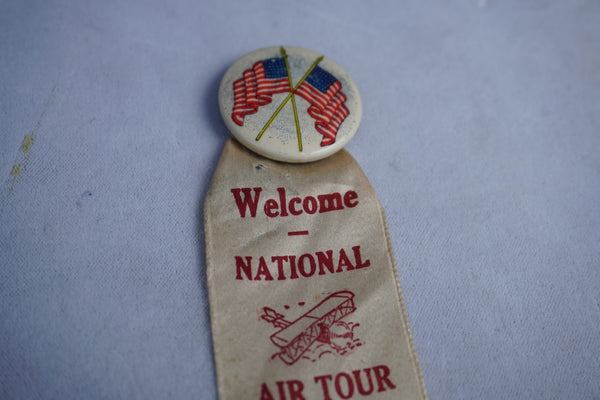 Welcome
—
NATIONAL
AIR TOUR